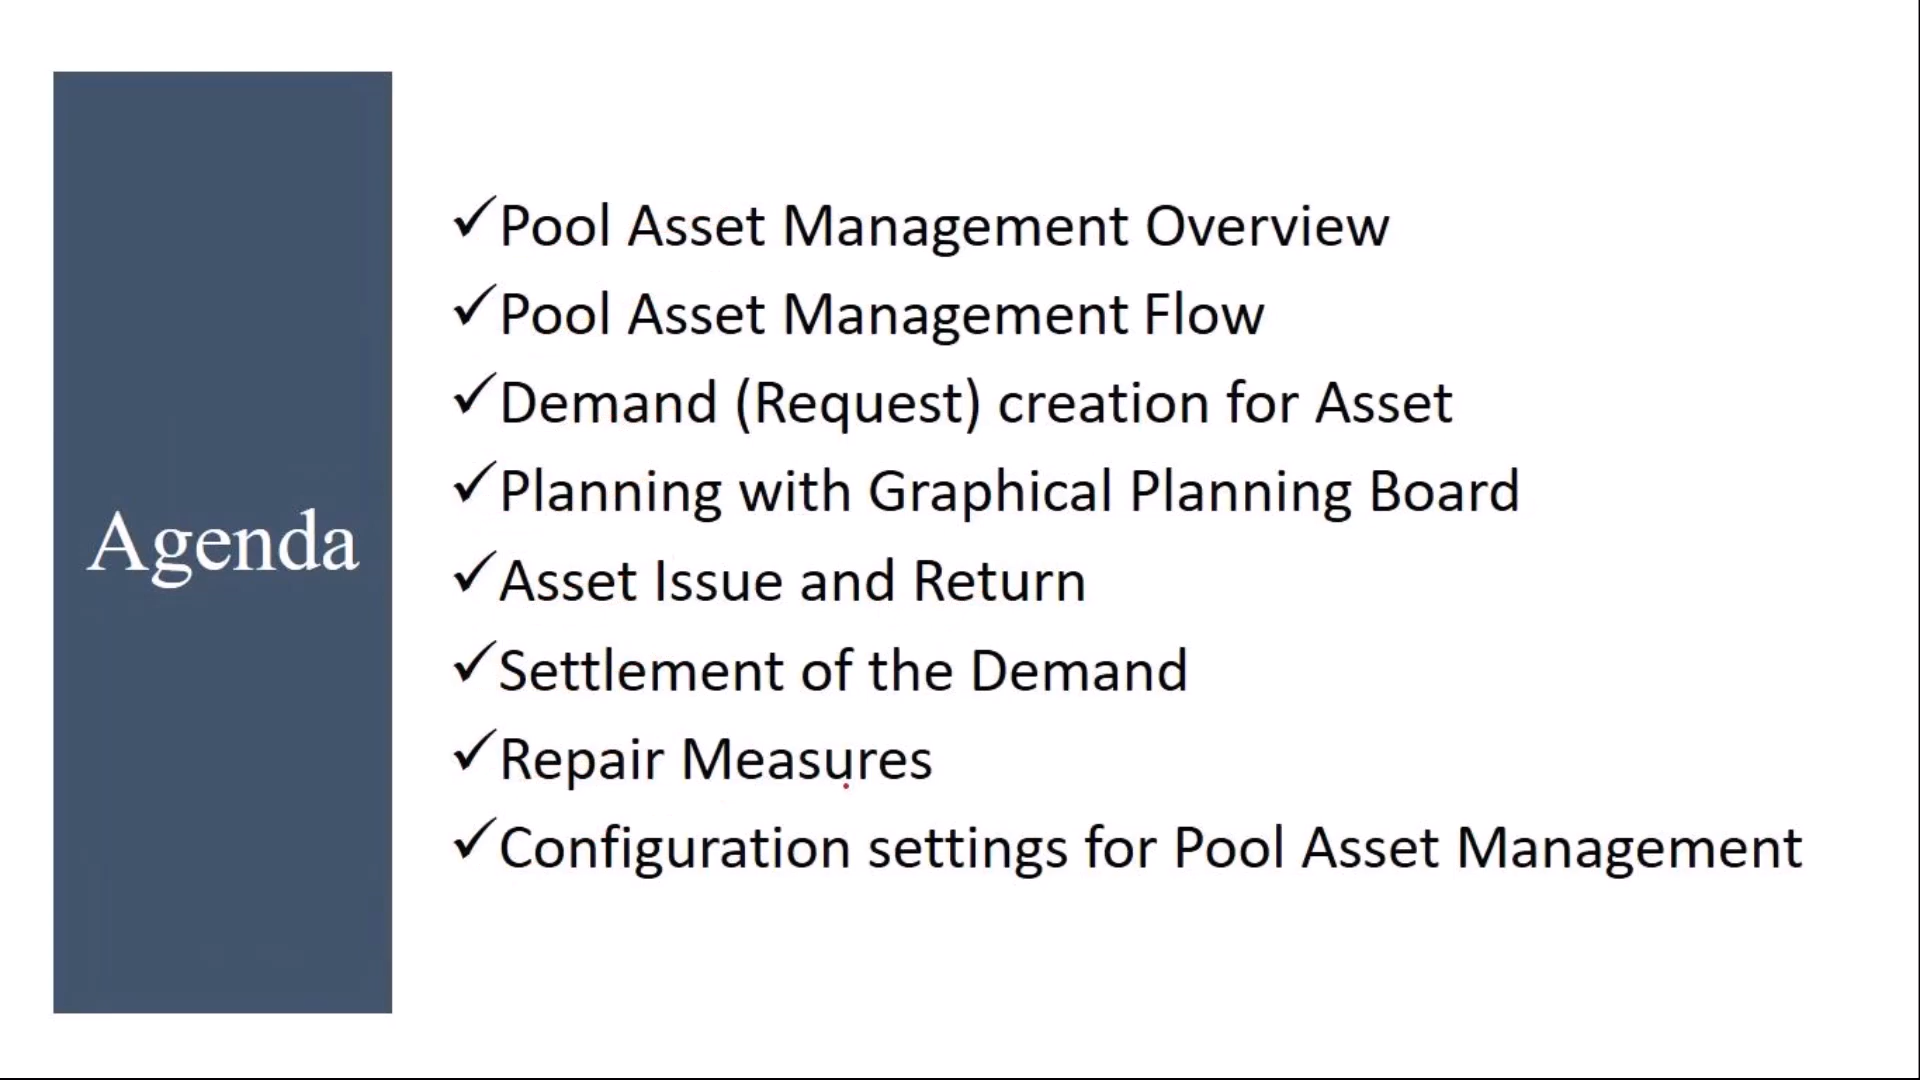 Agenda
✓Pool Asset Management Overview
✓Pool Asset Management Flow
✓Demand (Request) creation for Asset
✓Planning with Graphical Planning Board
✓Asset Issue and Return
✓Settlement of the Demand
✓Repair Measures
✓Configuration settings for Pool Asset Management